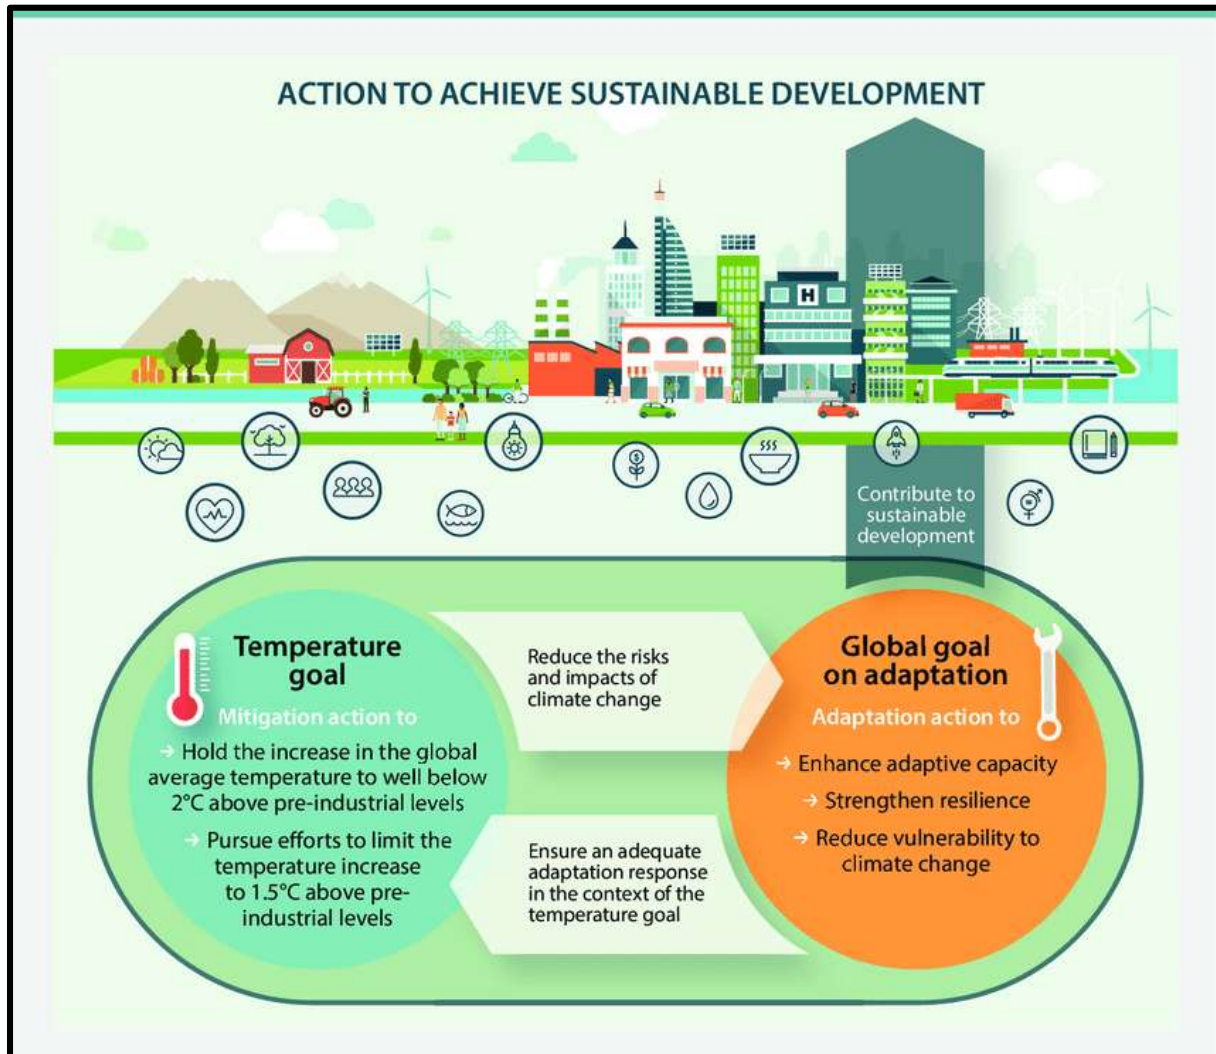 ACTION TO ACHIEVE SUSTAINABLE DEVELOPMENT
H
$
Contribute to
sustainable
development
Temperature
goal
Mitigation action to
→ Hold the increase in the global
average temperature to well below
2°C above pre-industrial levels
→ Pursue efforts to limit the
temperature increase
to 1.5°C above pre-
industrial levels
Reduce the risks
and impacts of
climate change
Ensure an adequate
adaptation response
in the context of the
temperature goal
Global goal
on adaptation
Adaptation action to
→ Enhance adaptive capacity
→ Strengthen resilience
→ Reduce vulnerability to
climate change